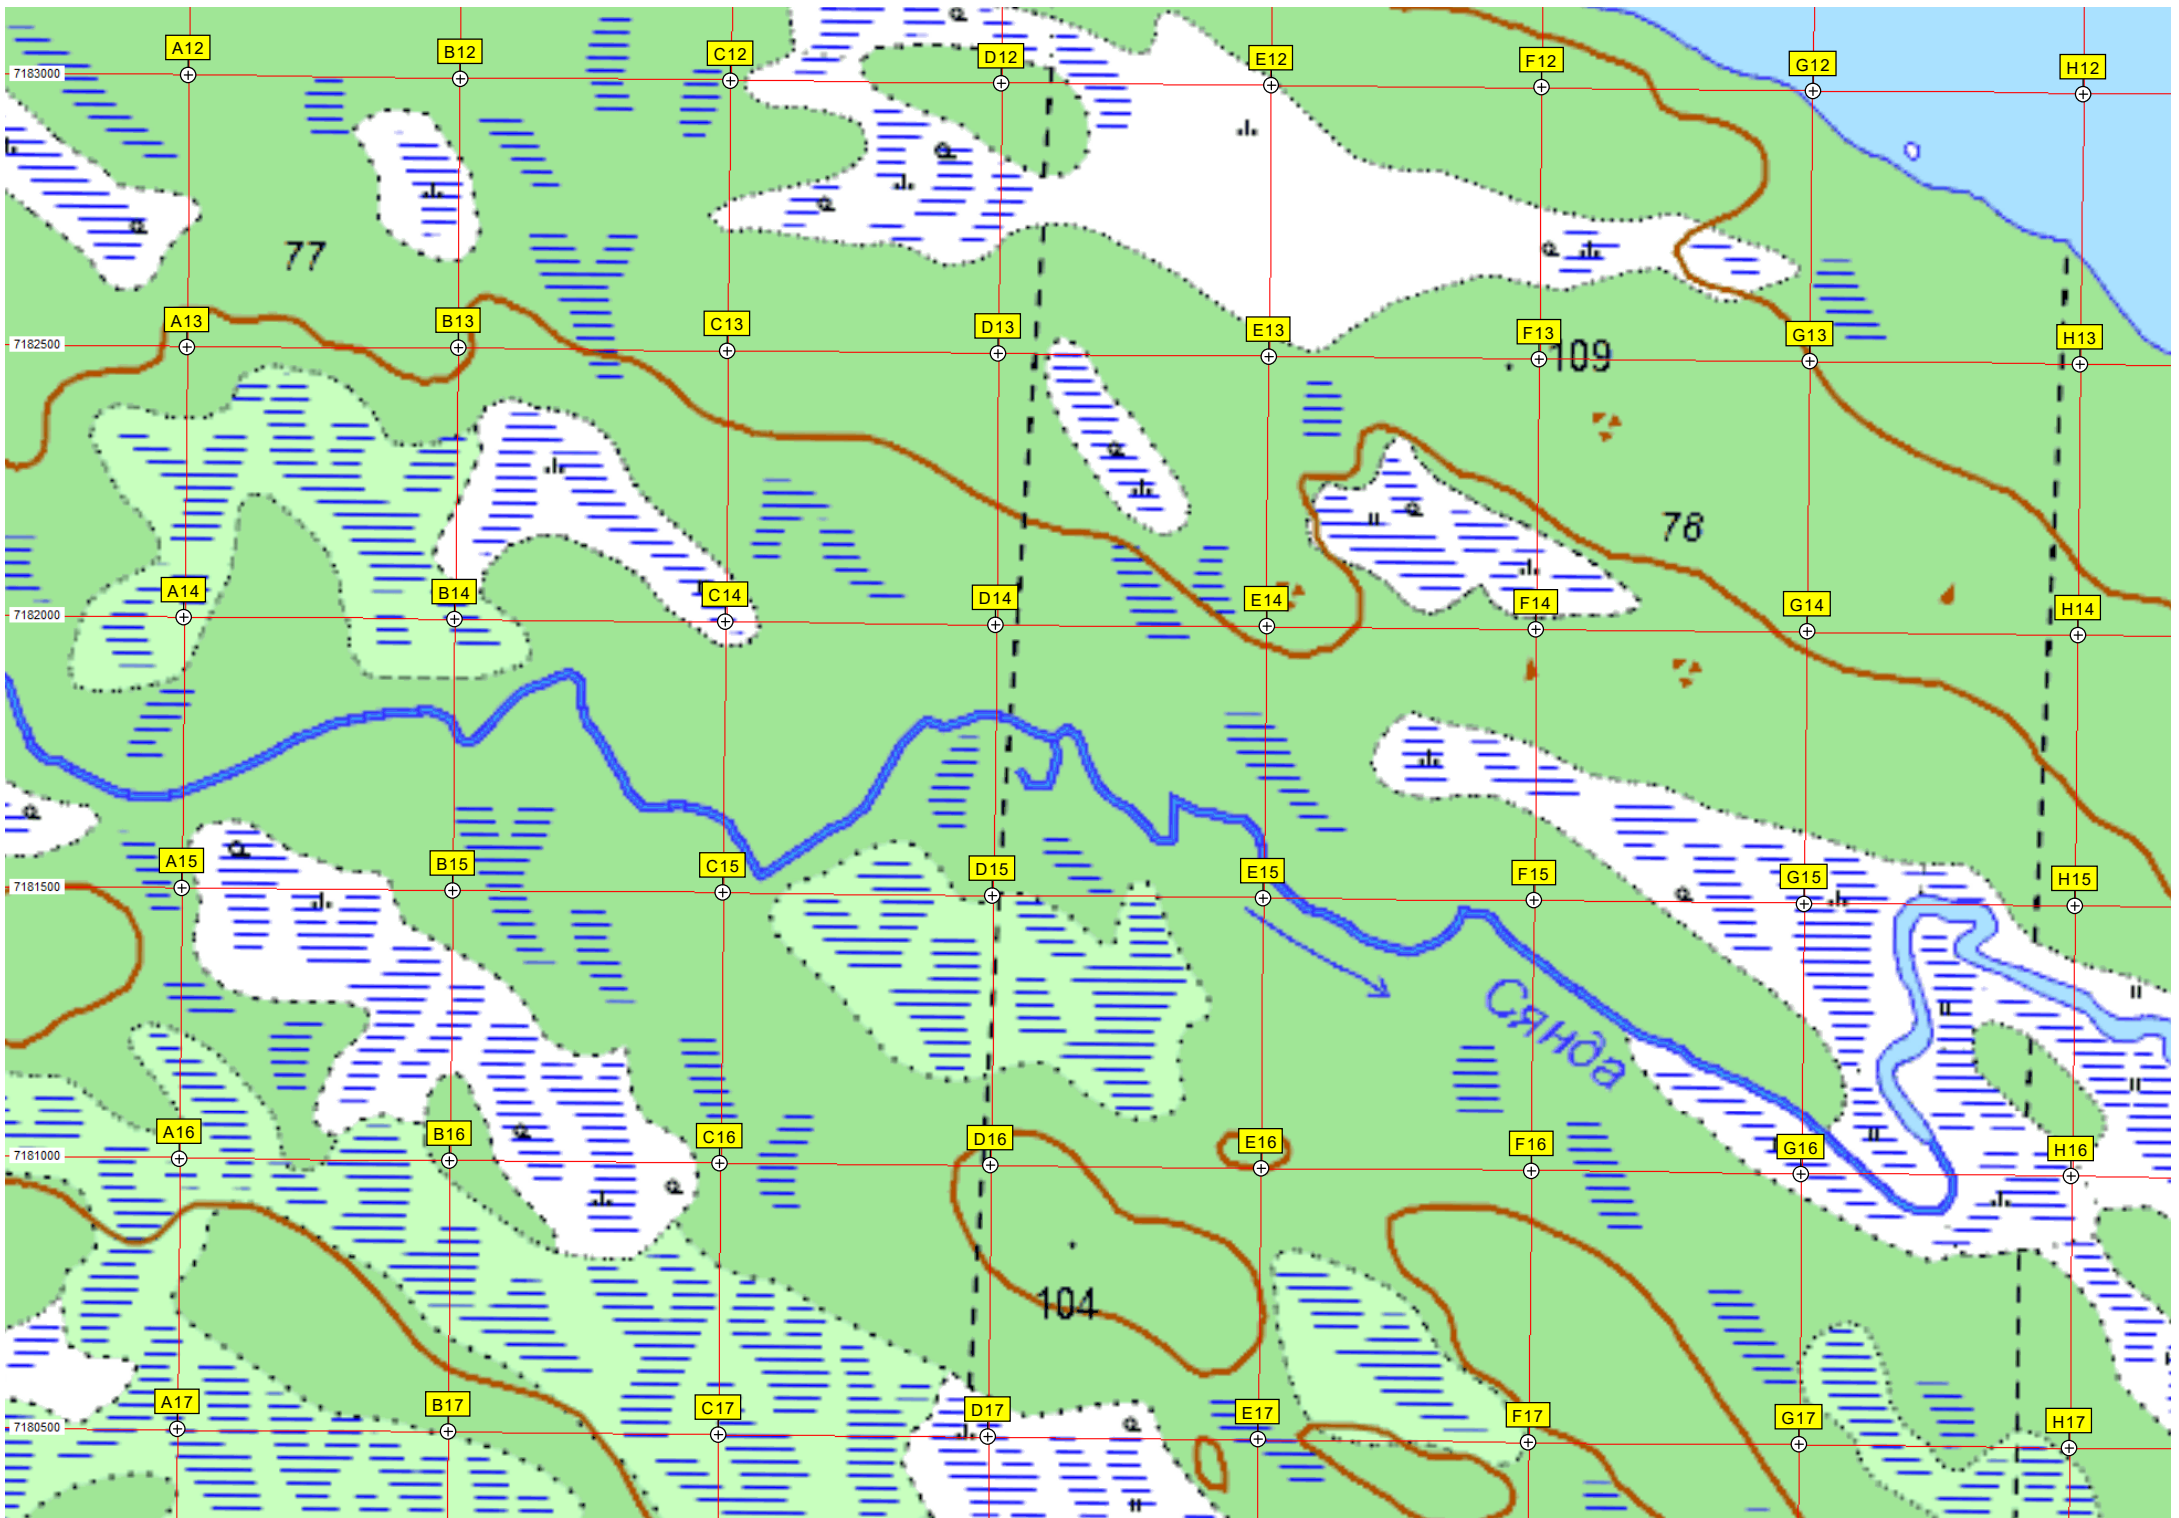 A12 B12 C12 D12 E12 F12 G12 H12
7183000
77
A13 B13 C13 D13 E13 F13 G13 H13
7182500
109
78
A14 B14 C14 D14 E14 F14 G14 H14
7182000
A15 B15 C15 D15 E15 F15 G15 H15
7181500
Сянда
A16 B16 C16 D16 E16 F16 G16 H16
7181000
104
A17 B17 C17 D17 E17 F17 G17 H17
7180500